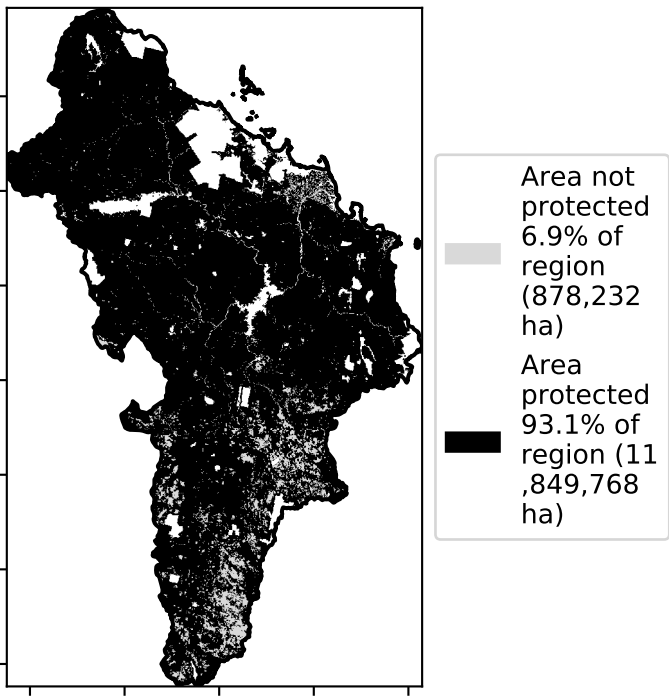 Area not
protected
6.9% of
region
(878,232
ha)
Area
protected
93.1% of
region (11
,849,768
ha)